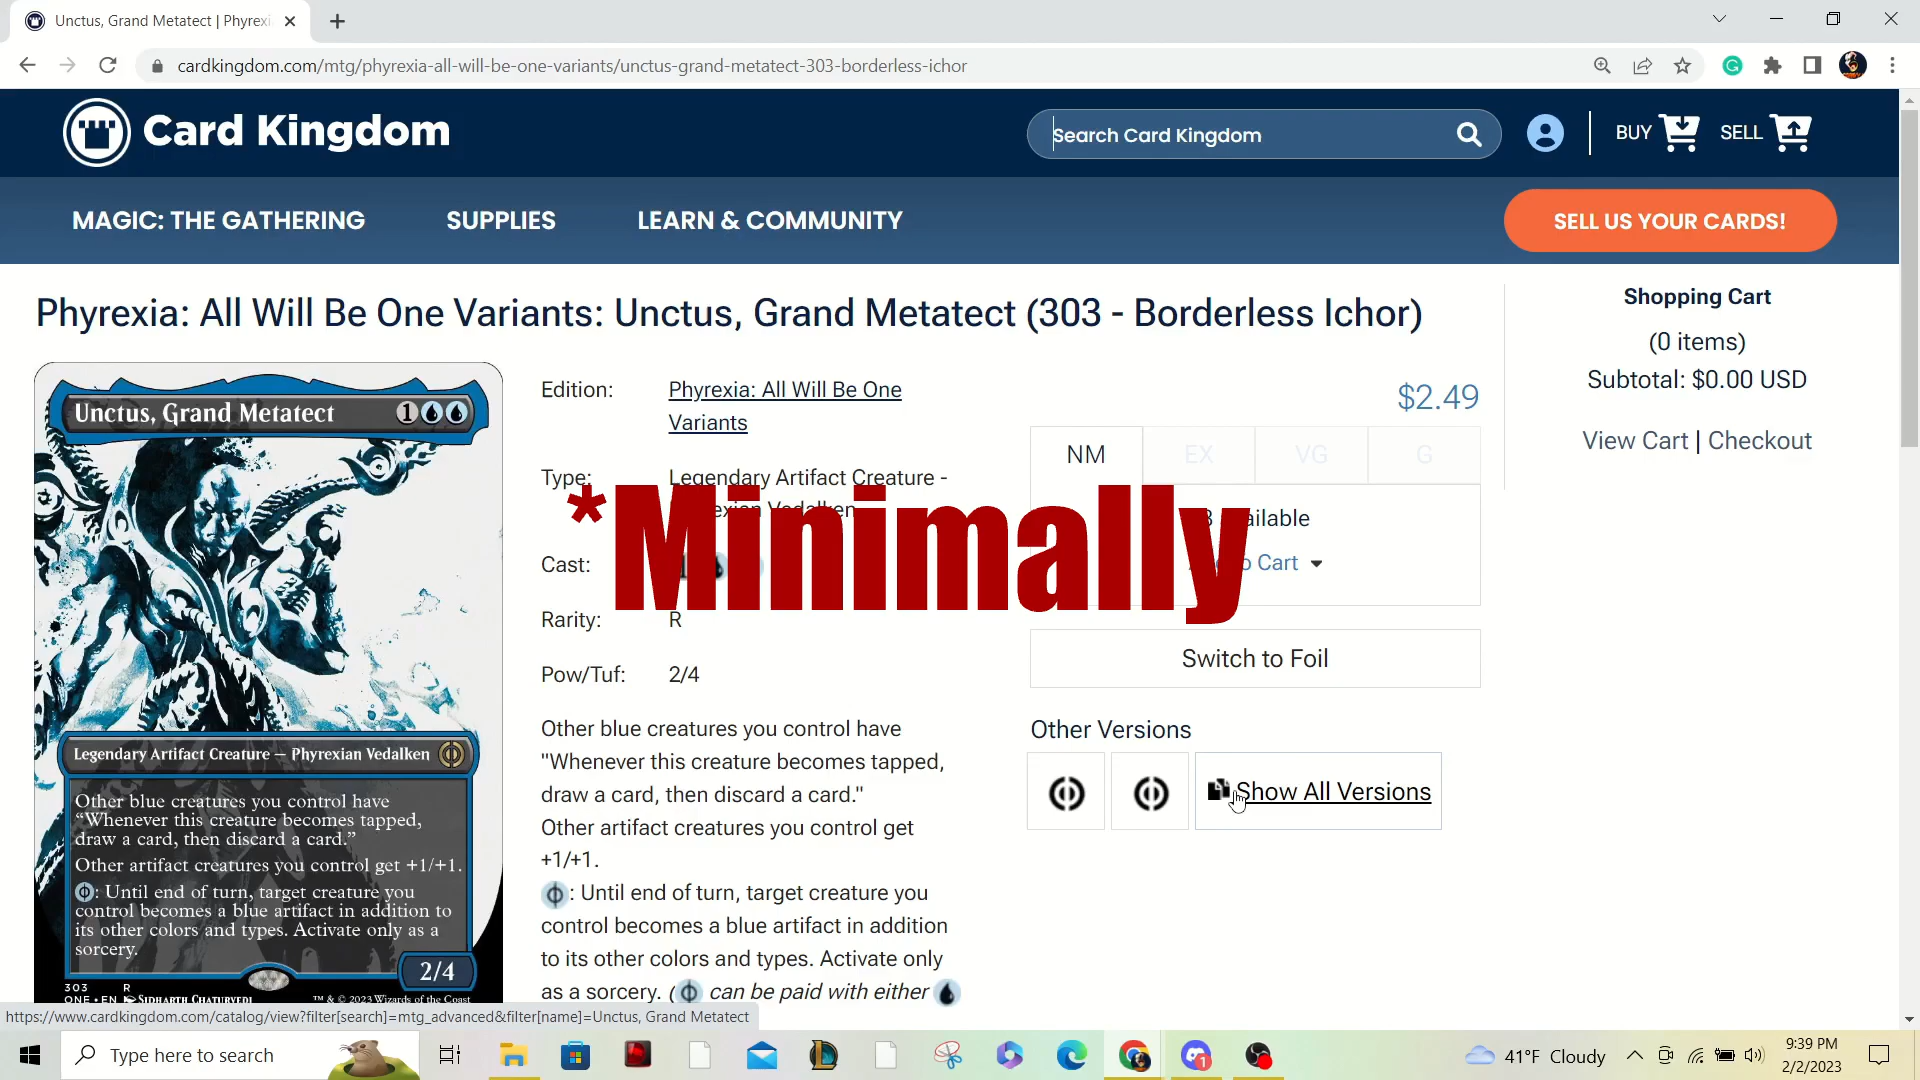 Unctus, Grand Metatect | Phyrexi
cardkingdom.com/mtg/phyrexia-all-will-be-one-variants/unctus-grand-metatect-303-borderless-ichor
Card Kingdom
Search Card Kingdom
BUY
SELL
MAGIC: THE GATHERING
SUPPLIES
LEARN & COMMUNITY
SELL US YOUR CARDS!
Phyrexia: All Will Be One Variants: Unctus, Grand Metatect (303 - Borderless Ichor)
Shopping Cart
(0 items)
Subtotal: $0.00 USD
View Cart | Checkout
Unctus, Grand Metatect 1
Legendary Artifact Creature — Phyrexian Vedalken
Other blue creatures you control have
“Whenever this creature becomes tapped,
draw a card, then discard a card.”
Other artifact creatures you control get +1/+1.
: Until end of turn, target creature you
control becomes a blue artifact in addition to
its other colors and types. Activate only as a
sorcery.
2/4
303 R
ONE • EN SIDHARTH CHATURVEDI
™ & © 2023 Wizards of the Coast
Edition: Phyrexia: All Will Be One
Variants
Type: Legendary Artifact Creature -
Vedalken
Cast:
Rarity: R
Pow/Tuf: 2/4
Other blue creatures you control have
"Whenever this creature becomes tapped,
draw a card, then discard a card."
Other artifact creatures you control get
+1/+1.
: Until end of turn, target creature you
control becomes a blue artifact in addition
to its other colors and types. Activate only
as a sorcery. ( can be paid with either
*Minimally
$2.49
NM EX VG G
Cart
Switch to Foil
Other Versions
Show All Versions
https://www.cardkingdom.com/catalog/view?filter[search]=mtg_advanced&filter[name]=Unctus, Grand Metatect
Type here to search
1
41°F Cloudy
9:39 PM
2/2/2023